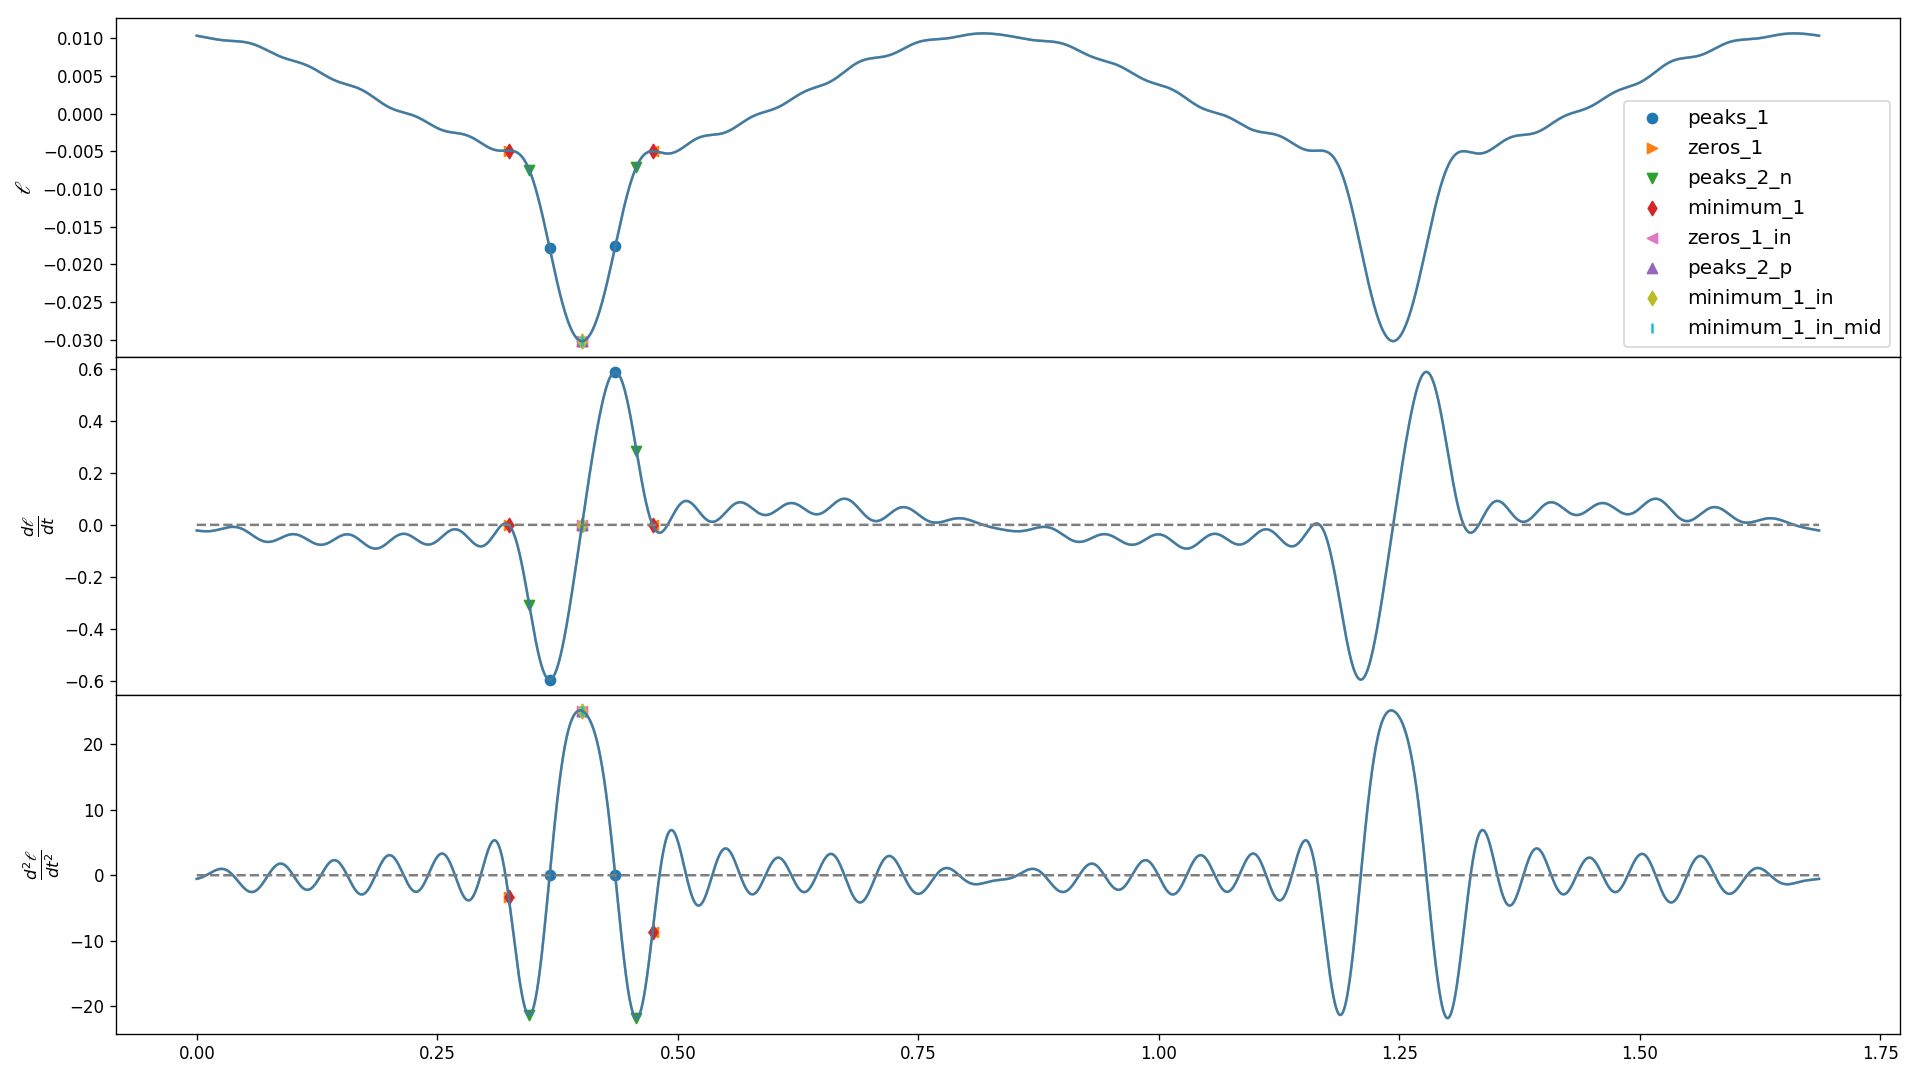 0.010
0.005
0.000
−0.005
−0.010
−0.015
−0.020
−0.025
−0.030
ℓ
peaks_1
zeros_1
peaks_2_n
minimum_1
zeros_1_in
peaks_2_p
minimum_1_in
minimum_1_in_mid
0.6
0.4
0.2
0.0
−0.2
−0.4
−0.6
dℓ
dt
20
10
0
−10
−20
d²ℓ
dt²
0.00 0.25 0.50 0.75 1.00 1.25 1.50 1.75